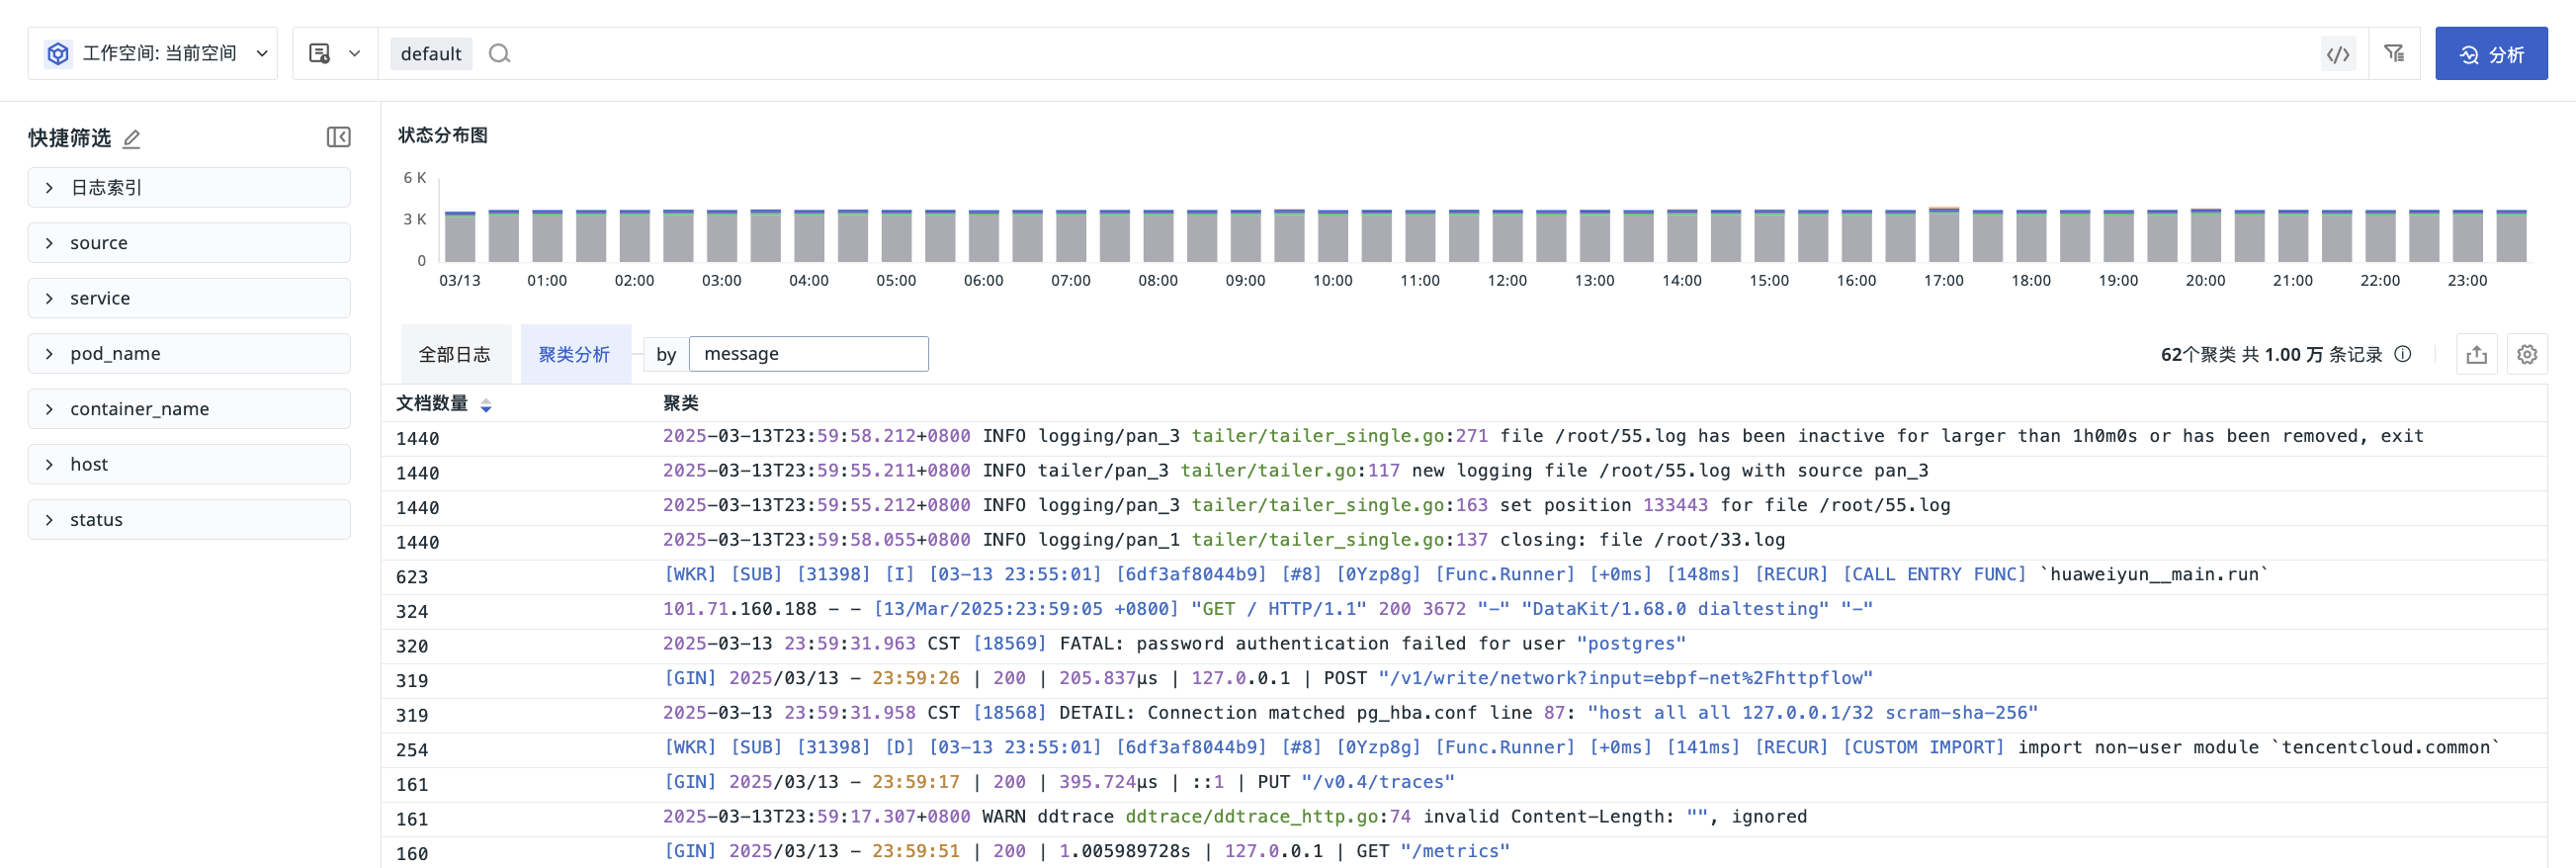 工作空间: 当前空间 default 分析
快捷筛选
日志索引
source
service
pod_name
container_name
host
status
状态分布图
6 K
3 K
0
03/13 01:00 02:00 03:00 04:00 05:00 06:00 07:00 08:00 09:00 10:00 11:00 12:00 13:00 14:00 15:00 16:00 17:00 18:00 19:00 20:00 21:00 22:00 23:00
全部日志 聚类分析 by message 62个聚类 共 1.00 万 条记录
文档数量 聚类
1440 2025-03-13T23:59:58.212+0800 INFO logging/pan_3 tailer/tailer_single.go:271 file /root/55.log has been inactive for larger than 1h0m0s or has been removed, exit
1440 2025-03-13T23:59:55.211+0800 INFO tailer/pan_3 tailer/tailer.go:117 new logging file /root/55.log with source pan_3
1440 2025-03-13T23:59:55.212+0800 INFO logging/pan_3 tailer/tailer_single.go:163 set position 133443 for file /root/55.log
1440 2025-03-13T23:59:58.055+0800 INFO logging/pan_1 tailer/tailer_single.go:137 closing: file /root/33.log
623 [WKR] [SUB] [31398] [I] [03-13 23:55:01] [6df3af8044b9] [#8] [0Yzp8g] [Func.Runner] [+0ms] [148ms] [RECUR] [CALL ENTRY FUNC] `huaweiyun__main.run`
324 101.71.160.188 - - [13/Mar/2025:23:59:05 +0800] "GET / HTTP/1.1" 200 3672 "-" "DataKit/1.68.0 dialtesting" "-"
320 2025-03-13 23:59:31.963 CST [18569] FATAL: password authentication failed for user "postgres"
319 [GIN] 2025/03/13 - 23:59:26 | 200 | 205.837µs | 127.0.0.1 | POST "/v1/write/network?input=ebpf-net%2Fhttpflow"
319 2025-03-13 23:59:31.958 CST [18568] DETAIL: Connection matched pg_hba.conf line 87: "host all all 127.0.0.1/32 scram-sha-256"
254 [WKR] [SUB] [31398] [D] [03-13 23:55:01] [6df3af8044b9] [#8] [0Yzp8g] [Func.Runner] [+0ms] [141ms] [RECUR] [CUSTOM IMPORT] import non-user module `tencentcloud.common`
161 [GIN] 2025/03/13 - 23:59:17 | 200 | 395.724µs | ::1 | PUT "/v0.4/traces"
161 2025-03-13T23:59:17.307+0800 WARN ddtrace ddtrace/ddtrace_http.go:74 invalid Content-Length: "", ignored
160 [GIN] 2025/03/13 - 23:59:51 | 200 | 1.005989728s | 127.0.0.1 | GET "/metrics"